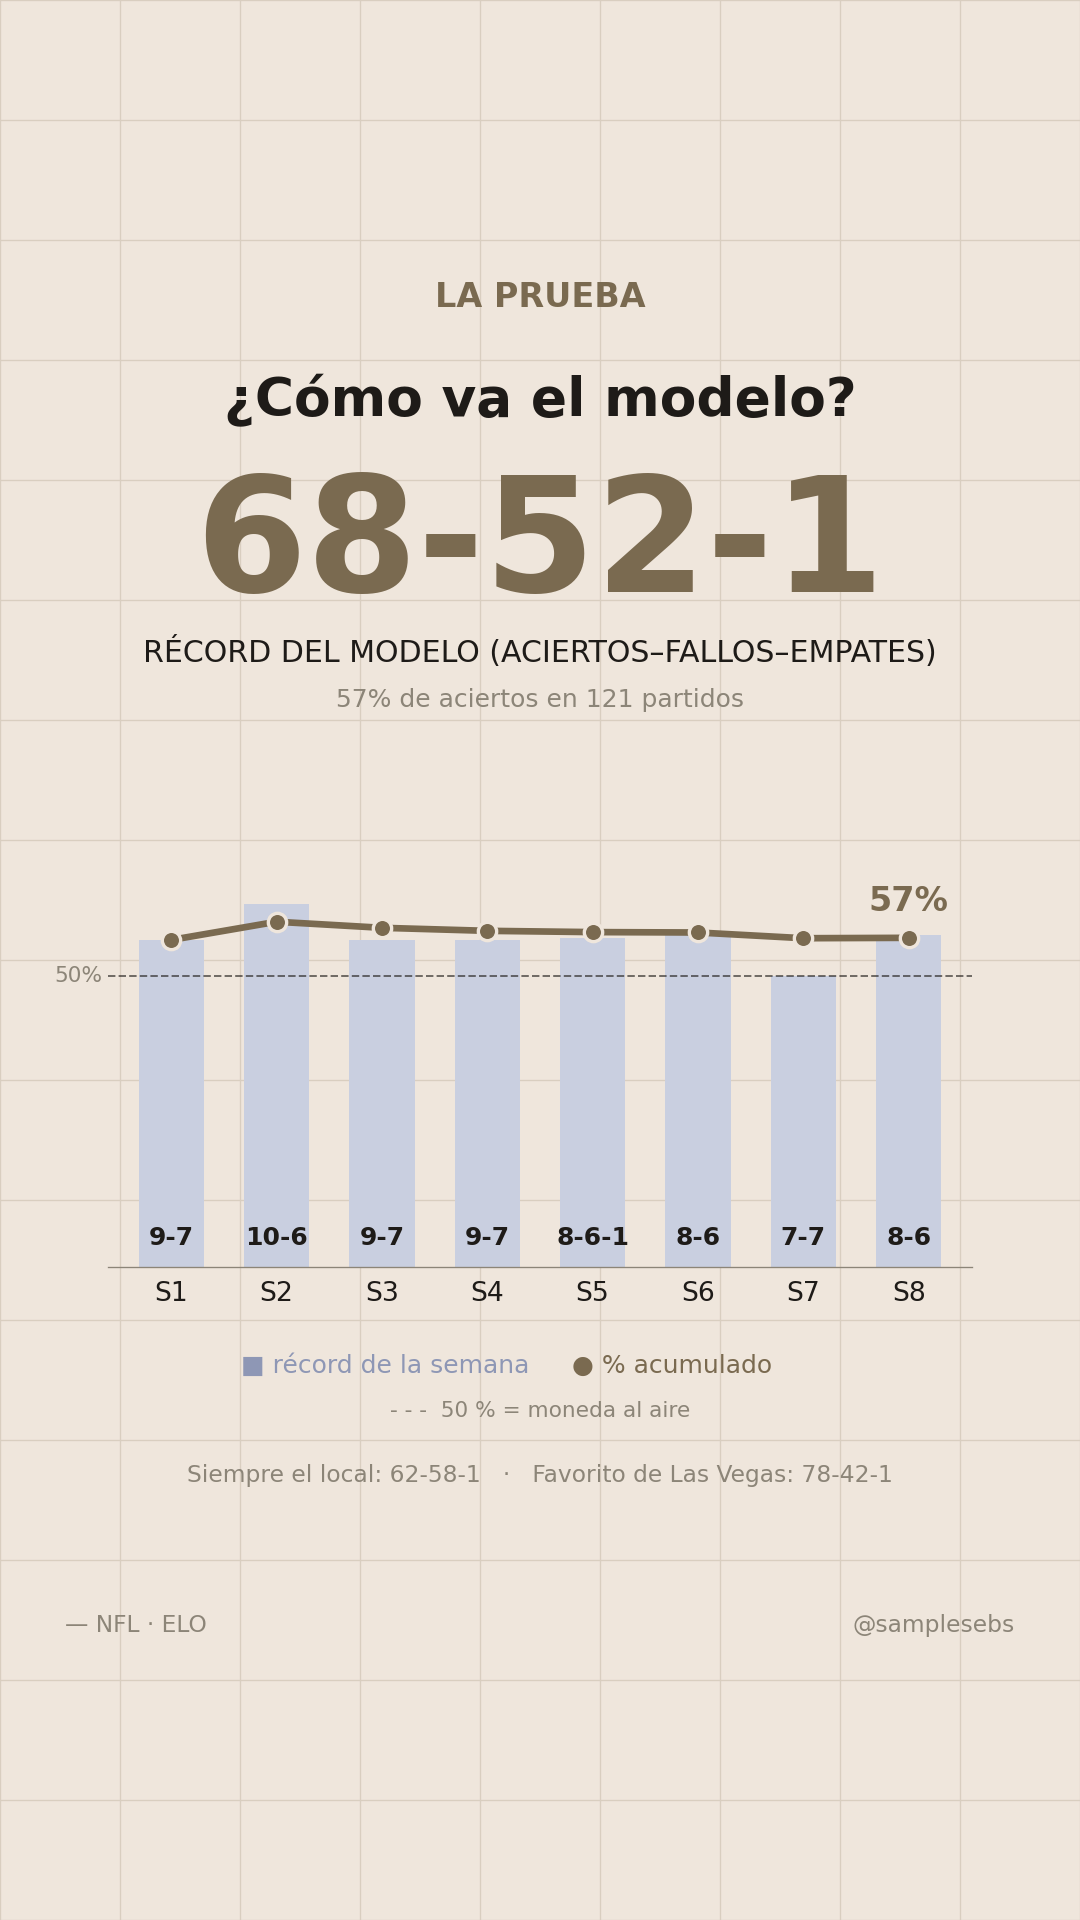 LA PRUEBA
¿Cómo va el modelo?
68-52-1
RÉCORD DEL MODELO (ACIERTOS–FALLOS–EMPATES)
57% de aciertos en 121 partidos
57%
50%
9-7 10-6 9-7 9-7 8-6-1 8-6 7-7 8-6
S1 S2 S3 S4 S5 S6 S7 S8
■ récord de la semana ● % acumulado
- - - 50 % = moneda al aire
Siempre el local: 62-58-1 · Favorito de Las Vegas: 78-42-1
— NFL · ELO @samplesebs